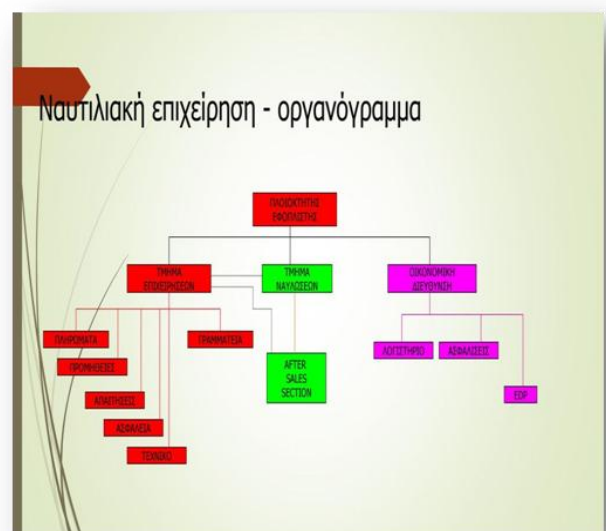 Ναυτιλιακή επιχείρηση - οργανόγραμμα
ΠΛΟΙΟΚΤΗΤΗΣ
ΕΦΟΠΛΙΣΤΗΣ
ΤΜΗΜΑ
ΕΠΙΧΕΙΡΗΣΕΩΝ
ΤΜΗΜΑ
ΝΑΥΛΩΣΕΩΝ
ΟΙΚΟΝΟΜΙΚΗ
ΔΙΕΥΘΥΝΣΗ
ΠΛΗΡΩΜΑΤΑ
ΓΡΑΜΜΑΤΕΙΑ
ΛΟΓΙΣΤΗΡΙΟ
ΑΣΦΑΛΙΣΕΙΣ
ΠΡΟΜΗΘΕΙΕΣ
AFTER
SALES
SECTION
ΑΠΑΙΤΗΣΕΙΣ
EDP
ΑΣΦΑΛΕΙΑ
ΤΕΧΝΙΚΟ